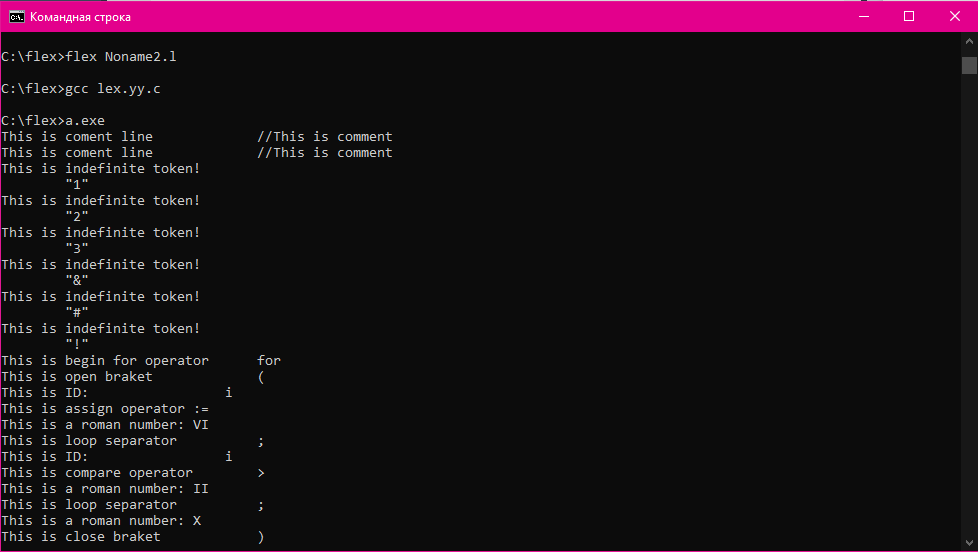 Командная строка
C:\flex>flex Noname2.l
C:\flex>gcc lex.yy.c
C:\flex>a.exe
This is coment line //This is comment
This is coment line //This is comment
This is indefinite token!
"1"
This is indefinite token!
"2"
This is indefinite token!
"3"
This is indefinite token!
"&"
This is indefinite token!
"#"
This is indefinite token!
"!"
This is begin for operator for
This is open braket (
This is ID: i
This is assign operator :=
This is a roman number: VI
This is loop separator ;
This is ID: i
This is compare operator >
This is a roman number: II
This is loop separator ;
This is a roman number: X
This is close braket )